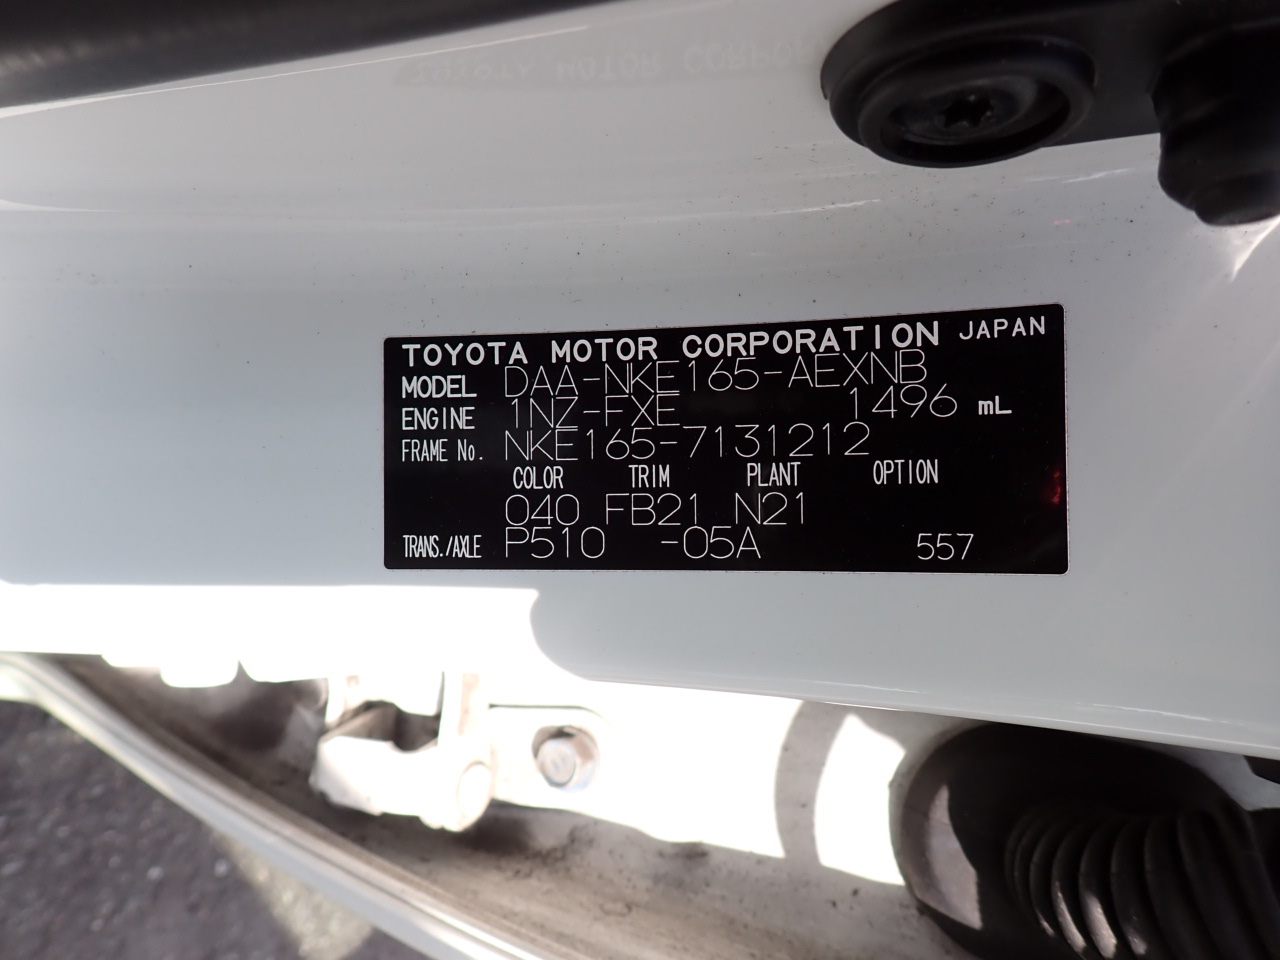 TOYOTA MOTOR CORPORATION JAPAN
MODEL DAA-NKE165-AEXNB
ENGINE 1NZ-FXE 1496 mL
FRAME No. NKE165-7131212
COLOR TRIM PLANT OPTION
040 FB21 N21
TRANS./AXLE P510 -05A 557